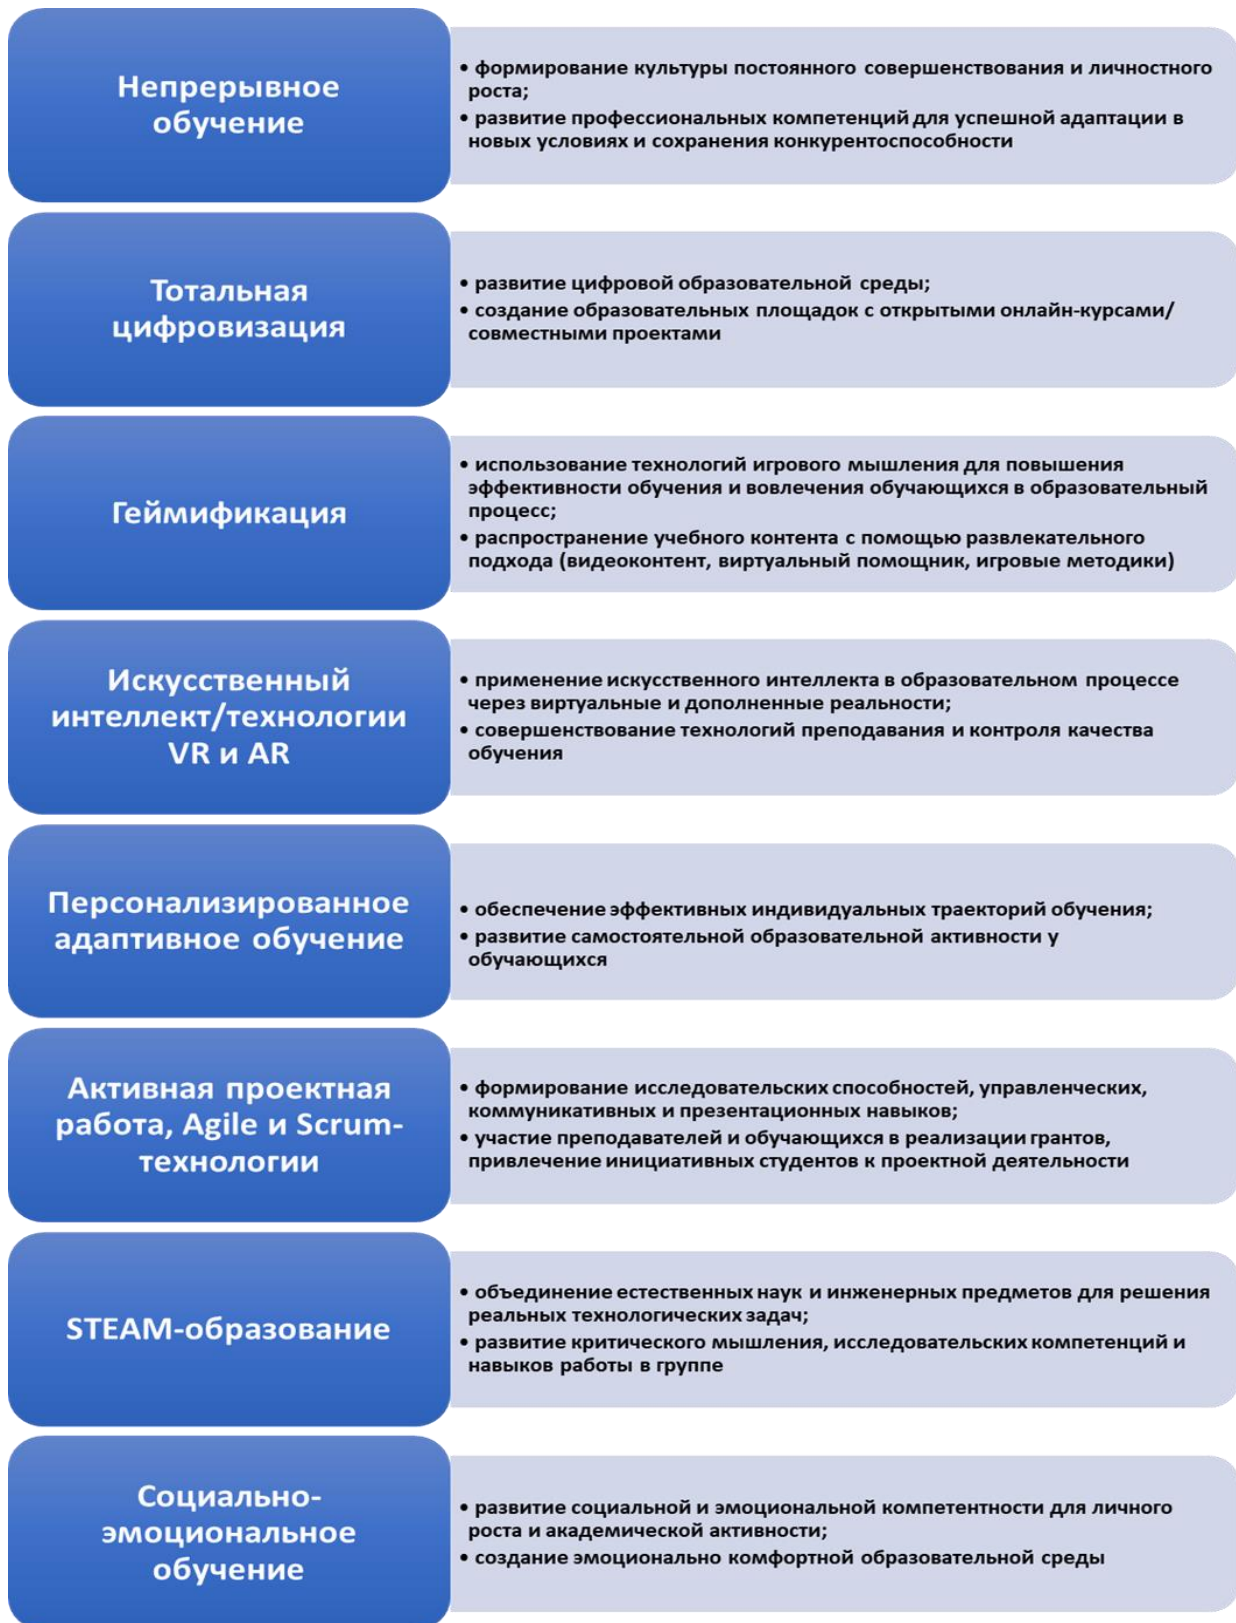 Непрерывное
обучение
• формирование культуры постоянного совершенствования и личностного
роста;
• развитие профессиональных компетенций для успешной адаптации в
новых условиях и сохранения конкурентоспособности
Тотальная
цифровизация
• развитие цифровой образовательной среды;
• создание образовательных площадок с открытыми онлайн-курсами/
совместными проектами
Геймификация
• использование технологий игрового мышления для повышения
эффективности обучения и вовлечения обучающихся в образовательный
процесс;
• распространение учебного контента с помощью развлекательного
подхода (видеоконтент, виртуальный помощник, игровые методики)
Искусственный
интеллект/технологии
VR и AR
• применение искусственного интеллекта в образовательном процессе
через виртуальные и дополненные реальности;
• совершенствование технологий преподавания и контроля качества
обучения
Персонализированное
адаптивное обучение
• обеспечение эффективных индивидуальных траекторий обучения;
• развитие самостоятельной образовательной активности у
обучающихся
Активная проектная
работа, Agile и Scrum-
технологии
• формирование исследовательских способностей, управленческих,
коммуникативных и презентационных навыков;
• участие преподавателей и обучающихся в реализации грантов,
привлечение инициативных студентов к проектной деятельности
STEAM-образование
• объединение естественных наук и инженерных предметов для решения
реальных технологических задач;
• развитие критического мышления, исследовательских компетенций и
навыков работы в группе
Социально-
эмоциональное
обучение
• развитие социальной и эмоциональной компетентности для личного
роста и академической активности;
• создание эмоционально комфортной образовательной среды